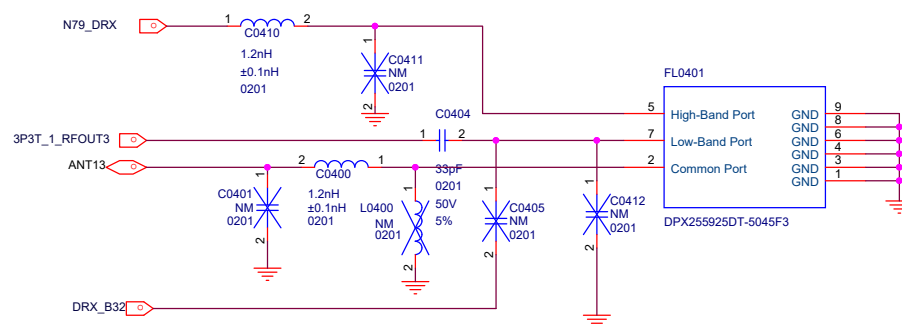 N79_DRX
1
2
C0410
1.2nH
±0.1nH
0201
1
C0411
NM
0201
2
FL0401
5
High-Band Port
GND
9
GND
8
7
Low-Band Port
GND
6
GND
4
2
Common Port
GND
3
GND
1
DPX255925DT-5045F3
C0404
3P3T_1_RFOUT3
1
2
33pF
0201
50V
5%
ANT13
2
1
C0400
1.2nH
±0.1nH
0201
1
C0401
NM
0201
2
1
L0400
NM
0201
2
1
C0405
NM
0201
2
1
C0412
NM
0201
2
DRX_B32